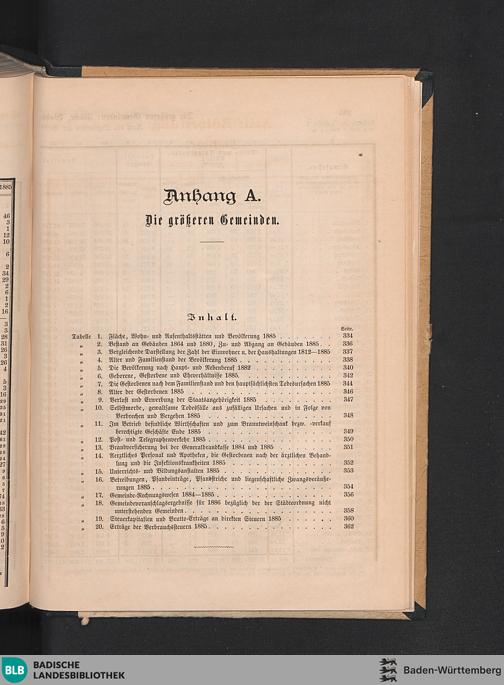 Anhang A.
Die größeren Gemeinden.
Inhalt.
Seite.
Tabelle 1. Fläche, Wohn- und Aufenthaltsstätten und Bevölkerung 1885 334
„ 2. Bestand an Gebäuden 1864 und 1880, Zu- und Abgang an Gebäuden 1885 336
„ 3. Vergleichende Darstellung der Zahl der Einwohner u. der Haushaltungen 1812—1885 337
„ 4. Alter und Familienstand der Bevölkerung 1885 338
„ 5. Die Bevölkerung nach Haupt- und Nebenberuf 1882 340
„ 6. Geborene, Gestorbene und Eheverhältnisse 1885 342
„ 7. Die Gestorbenen nach dem Familienstand und den hauptsächlichsten Todesursachen 1885 344
„ 8. Alter der Gestorbenen 1885 346
„ 9. Verlust und Erwerbung der Staatsangehörigkeit 1885 347
„ 10. Selbstmorde, gewaltsame Todesfälle aus zufälligen Ursachen und in Folge von
Verbrechen und Vergehen 1885 348
„ 11. Im Betrieb befindliche Wirthschaften und zum Branntweinschank bezw. -verkauf
berechtigte Geschäfte Ende 1885 349
„ 12. Post- und Telegraphenverkehr 1885 350
„ 13. Brandversicherung bei der Generalbrandkasse 1884 und 1885 351
„ 14. Aerztliches Personal und Apotheken, die Gestorbenen nach der ärztlichen Behand-
lung und die Infektionskrankheiten 1885 352
„ 15. Unterrichts- und Bildungsanstalten 1885 353
„ 16. Betreibungen, Pfandeinträge, Pfandstriche und liegenschaftliche Zwangsveräuße-
rungen 1885 354
„ 17. Gemeinde-Rechnungswesen 1884—1885 356
„ 18. Gemeindevoranschlagsergebnisse für 1886 bezüglich der der Städteordnung nicht
unterstehenden Gemeinden 358
„ 19. Steuerkapitalien und Brutto-Erträge an direkten Steuern 1885 360
„ 20. Erträge der Verbrauchssteuern 1885 362
BLB BADISCHE
LANDESBIBLIOTHEK
Baden-Württemberg